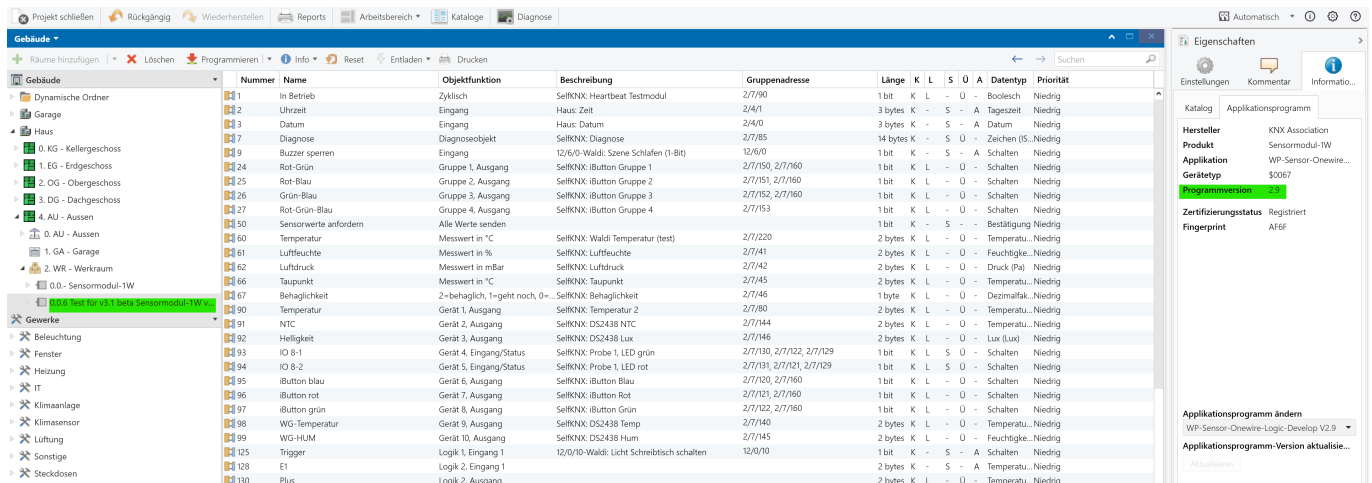 Projekt schließen Rückgängig Wiederherstellen Reports Arbeitsbereich Kataloge Diagnose Automatisch
Gebäude
Räume hinzufügen Löschen Programmieren Info Reset Entladen Drucken Suchen
Gebäude
Dynamische Ordner
Garage
Haus
0. KG - Kellergeschoss
1. EG - Erdgeschoss
2. OG - Obergeschoss
3. DG - Dachgeschoss
4. AU - Aussen
0. AU - Aussen
1. GA - Garage
2. WR - Werkraum
0.0.- Sensormodul-1W
0.0.6 Test für v3.1 beta Sensormodul-1W v...
Gewerke
Beleuchtung
Fenster
Heizung
IT
Klimaanlage
Klimasensor
Lüftung
Sonstige
Steckdosen
Nummer Name Objektfunktion Beschreibung Gruppenadresse Länge K L S Ü A Datentyp Priorität
1 In Betrieb Zyklisch SelfKNX: Heartbeat Testmodul 2/7/90 1 bit K L - Ü - Boolesch Niedrig
2 Uhrzeit Eingang Haus: Zeit 2/4/1 3 bytes K - S - A Tageszeit Niedrig
3 Datum Eingang Haus: Datum 2/4/0 3 bytes K - S - A Datum Niedrig
7 Diagnose Diagnoseobjekt SelfKNX: Diagnose 2/7/85 14 bytes K - S Ü - Zeichen (IS... Niedrig
9 Buzzer sperren Eingang 12/6/0-Waldi: Szene Schlafen (1-Bit) 12/6/0 1 bit K - S - A Schalten Niedrig
24 Rot-Grün Gruppe 1, Ausgang SelfKNX: iButton Gruppe 1 2/7/150, 2/7/160 1 bit K L - Ü - Schalten Niedrig
25 Rot-Blau Gruppe 2, Ausgang SelfKNX: iButton Gruppe 2 2/7/151, 2/7/160 1 bit K L - Ü - Schalten Niedrig
26 Grün-Blau Gruppe 3, Ausgang SelfKNX: iButton Gruppe 3 2/7/152, 2/7/160 1 bit K L - Ü - Schalten Niedrig
27 Rot-Grün-Blau Gruppe 4, Ausgang SelfKNX: iButton Gruppe 4 2/7/153 1 bit K L - Ü - Schalten Niedrig
50 Sensorwerte anfordern Alle Werte senden 1 bit K - S - - Bestätigung Niedrig
60 Temperatur Messwert in °C SelfKNX: Waldi Temperatur (test) 2/7/220 2 bytes K L - Ü - Temperatu... Niedrig
61 Luftfeuchte Messwert in % SelfKNX: Luftfeuchte 2/7/41 2 bytes K L - Ü - Feuchtigke... Niedrig
62 Luftdruck Messwert in mBar SelfKNX: Luftdruck 2/7/42 2 bytes K L - Ü - Druck (Pa) Niedrig
66 Taupunkt Messwert in °C SelfKNX: Taupunkt 2/7/45 2 bytes K L - Ü - Temperatu... Niedrig
67 Behaglichkeit 2=behaglich, 1=geht noch, 0=... SelfKNX: Behaglichkeit 2/7/46 1 byte K L - Ü - Dezimalfak... Niedrig
90 Temperatur Gerät 1, Ausgang SelfKNX: Temperatur 2 2/7/80 2 bytes K L - Ü - Temperatu... Niedrig
91 NTC Gerät 2, Ausgang SelfKNX: DS2438 NTC 2/7/144 2 bytes K L - Ü - Temperatu... Niedrig
92 Helligkeit Gerät 3, Ausgang SelfKNX: DS2438 Lux 2/7/146 2 bytes K L - Ü - Lux (Lux) Niedrig
93 IO 8-1 Gerät 4, Eingang/Status SelfKNX: Probe 1, LED grün 2/7/130, 2/7/122, 2/7/129 1 bit K L S Ü - Schalten Niedrig
94 IO 8-2 Gerät 5, Eingang/Status SelfKNX: Probe 1, LED rot 2/7/131, 2/7/121, 2/7/129 1 bit K L S Ü - Schalten Niedrig
95 iButton blau Gerät 6, Ausgang SelfKNX: iButton Blau 2/7/120, 2/7/160 1 bit K L - Ü - Schalten Niedrig
96 iButton rot Gerät 7, Ausgang SelfKNX: iButton Rot 2/7/121, 2/7/160 1 bit K L - Ü - Schalten Niedrig
97 iButton grün Gerät 8, Ausgang SelfKNX: iButton Grün 2/7/122, 2/7/160 1 bit K L - Ü - Schalten Niedrig
98 WG-Temperatur Gerät 9, Ausgang SelfKNX: DS2438 Temp 2/7/140 2 bytes K L - Ü - Temperatu... Niedrig
99 WG-HUM Gerät 10, Ausgang SelfKNX: DS2438 Hum 2/7/145 2 bytes K L - Ü - Feuchtigke... Niedrig
125 Trigger Logik 1, Eingang 1 12/0/10-Waldi: Licht Schreibtisch schalten 12/0/10 1 bit K L S Ü A Schalten Niedrig
128 E1 Logik 2, Eingang 1 2 bytes K - S - A Temperatu... Niedrig
130 Plus Logik 2, Ausgang 2 bytes K L - Ü - Temperatu... Niedrig
Eigenschaften
Einstellungen Kommentar Informatio...
Katalog Applikationsprogramm
Hersteller KNX Association
Produkt Sensormodul-1W
Applikation WP-Sensor-Onewire...
Gerätetyp $0067
Programmversion 2.9
Zertifizierungsstatus Registriert
Fingerprint AF6F
Applikationsprogramm ändern
WP-Sensor-Onewire-Logic-Develop V2.9
Applikationsprogramm-Version aktualisie...
Aktualisieren